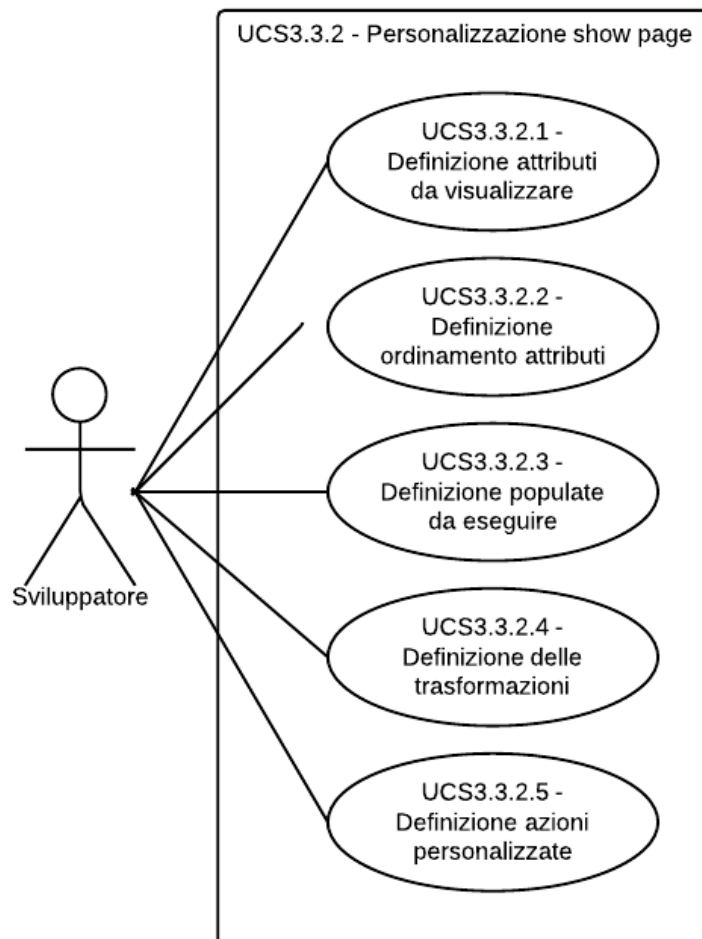 UCS3.3.2 - Personalizzazione show page
UCS3.3.2.1 -
Definizione attributi
da visualizzare
UCS3.3.2.2 -
Definizione
ordinamento attributi
UCS3.3.2.3 -
Definizione populate
da eseguire
Sviluppatore
UCS3.3.2.4 -
Definizione delle
trasformazioni
UCS3.3.2.5 -
Definizione azioni
personalizzate